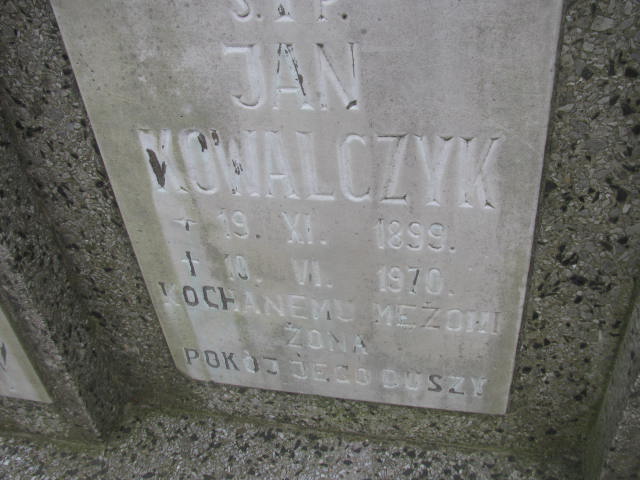 Ś. † P.
JAN
KOWALCZYK
+ 19. XI. 1899.
† 10. VI. 1970.
KOCHANEMU MĘŻOWI
ŻONA
POKÓJ JEGO DUSZY